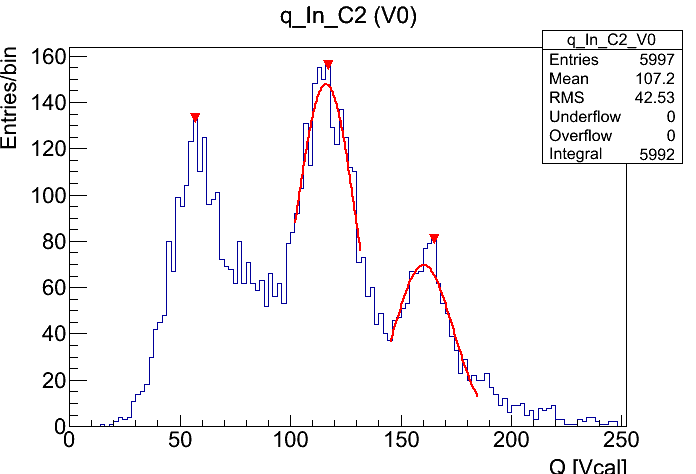 q_In_C2 (V0)
Entries/bin
q_In_C2_V0
Entries 5997
Mean 107.2
RMS 42.53
Underflow 0
Overflow 0
Integral 5992
160
140
120
100
80
60
40
20
0
0 50 100 150 200 250
Q [Vcal]